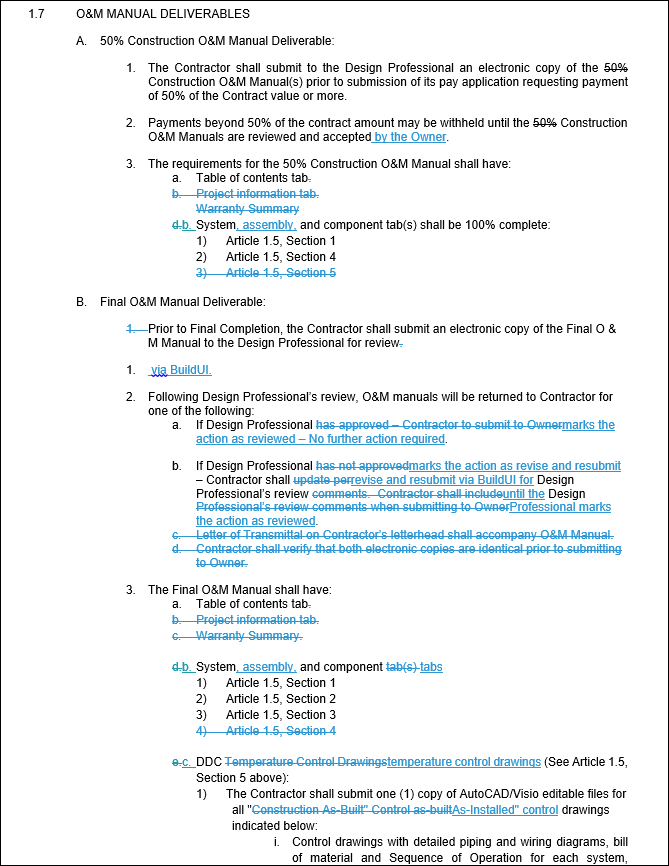 1.7 O&M MANUAL DELIVERABLES
A. 50% Construction O&M Manual Deliverable:
1. The Contractor shall submit to the Design Professional an electronic copy of the 50%
Construction O&M Manual(s) prior to submission of its pay application requesting payment
of 50% of the Contract value or more.
2. Payments beyond 50% of the contract amount may be withheld until the 50% Construction
O&M Manuals are reviewed and accepted by the Owner.
3. The requirements for the 50% Construction O&M Manual shall have:
a. Table of contents tab.
b. Project information tab.
Warranty Summary
d.b. System, assembly, and component tab(s) shall be 100% complete:
1) Article 1.5, Section 1
2) Article 1.5, Section 4
3) Article 1.5, Section 5
B. Final O&M Manual Deliverable:
1. Prior to Final Completion, the Contractor shall submit an electronic copy of the Final O &
M Manual to the Design Professional for review.
1. via BuildUI.
2. Following Design Professional's review, O&M manuals will be returned to Contractor for
one of the following:
a. If Design Professional has approved – Contractor to submit to Ownermarks the
action as reviewed – No further action required.
b. If Design Professional has not approvedmarks the action as revise and resubmit
– Contractor shall update perrevise and resubmit via BuildUI for Design
Professional's review comments. Contractor shall includeuntil the Design
Professional's review comments when submitting to OwnerProfessional marks
the action as reviewed.
c. Letter of Transmittal on Contractor's letterhead shall accompany O&M Manual.
d. Contractor shall verify that both electronic copies are identical prior to submitting
to Owner.
3. The Final O&M Manual shall have:
a. Table of contents tab.
b. Project information tab.
c. Warranty Summary.
d.b. System, assembly, and component tab(s) tabs
1) Article 1.5, Section 1
2) Article 1.5, Section 2
3) Article 1.5, Section 3
4) Article 1.5, Section 4
e.c. DDC Temperature Control Drawingstemperature control drawings (See Article 1.5,
Section 5 above):
1) The Contractor shall submit one (1) copy of AutoCAD/Visio editable files for
all "Construction As-Built" Control as-builtAs-Installed" control drawings
indicated below:
i. Control drawings with detailed piping and wiring diagrams, bill
of material and Sequence of Operation for each system,